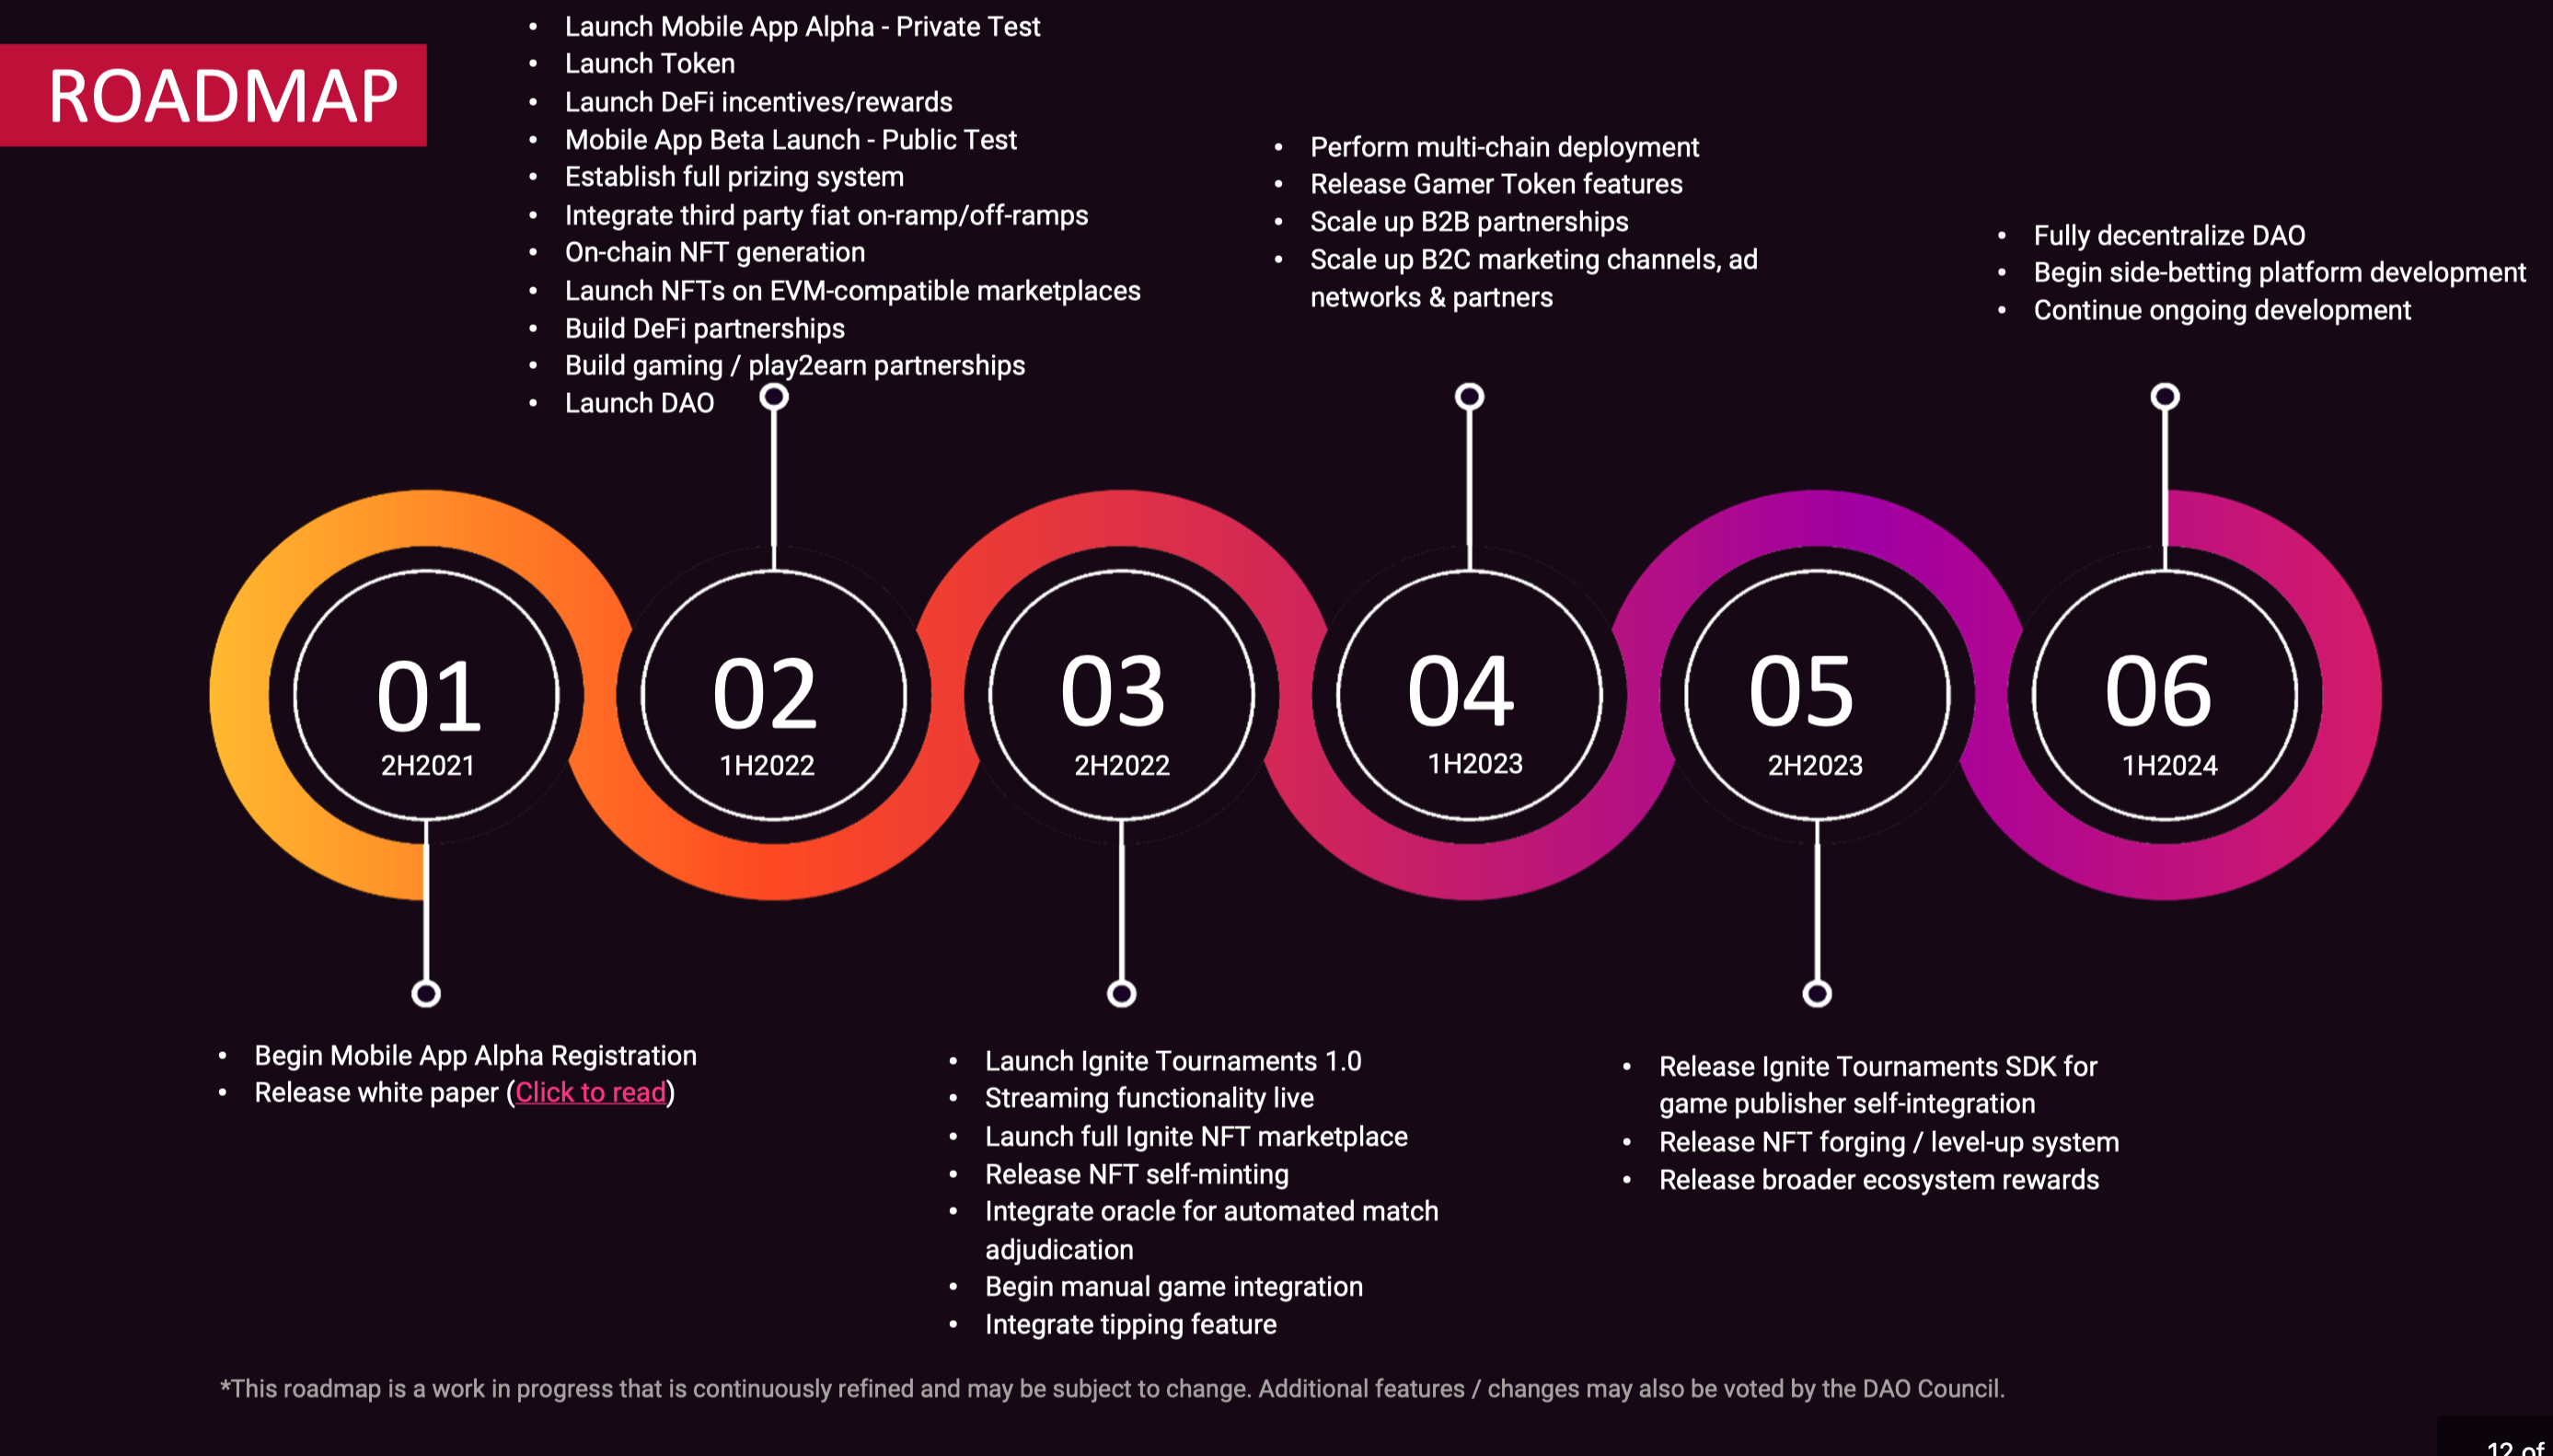 ROADMAP
• Launch Mobile App Alpha - Private Test
• Launch Token
• Launch DeFi incentives/rewards
• Mobile App Beta Launch - Public Test
• Establish full prizing system
• Integrate third party fiat on-ramp/off-ramps
• On-chain NFT generation
• Launch NFTs on EVM-compatible marketplaces
• Build DeFi partnerships
• Build gaming / play2earn partnerships
• Launch DAO
• Perform multi-chain deployment
• Release Gamer Token features
• Scale up B2B partnerships
• Scale up B2C marketing channels, ad
networks & partners
• Fully decentralize DAO
• Begin side-betting platform development
• Continue ongoing development
01
2H2021
02
1H2022
03
2H2022
04
1H2023
05
2H2023
06
1H2024
• Begin Mobile App Alpha Registration
• Release white paper (Click to read)
• Launch Ignite Tournaments 1.0
• Streaming functionality live
• Launch full Ignite NFT marketplace
• Release NFT self-minting
• Integrate oracle for automated match
adjudication
• Begin manual game integration
• Integrate tipping feature
• Release Ignite Tournaments SDK for
game publisher self-integration
• Release NFT forging / level-up system
• Release broader ecosystem rewards
*This roadmap is a work in progress that is continuously refined and may be subject to change. Additional features / changes may also be voted by the DAO Council.
12 of